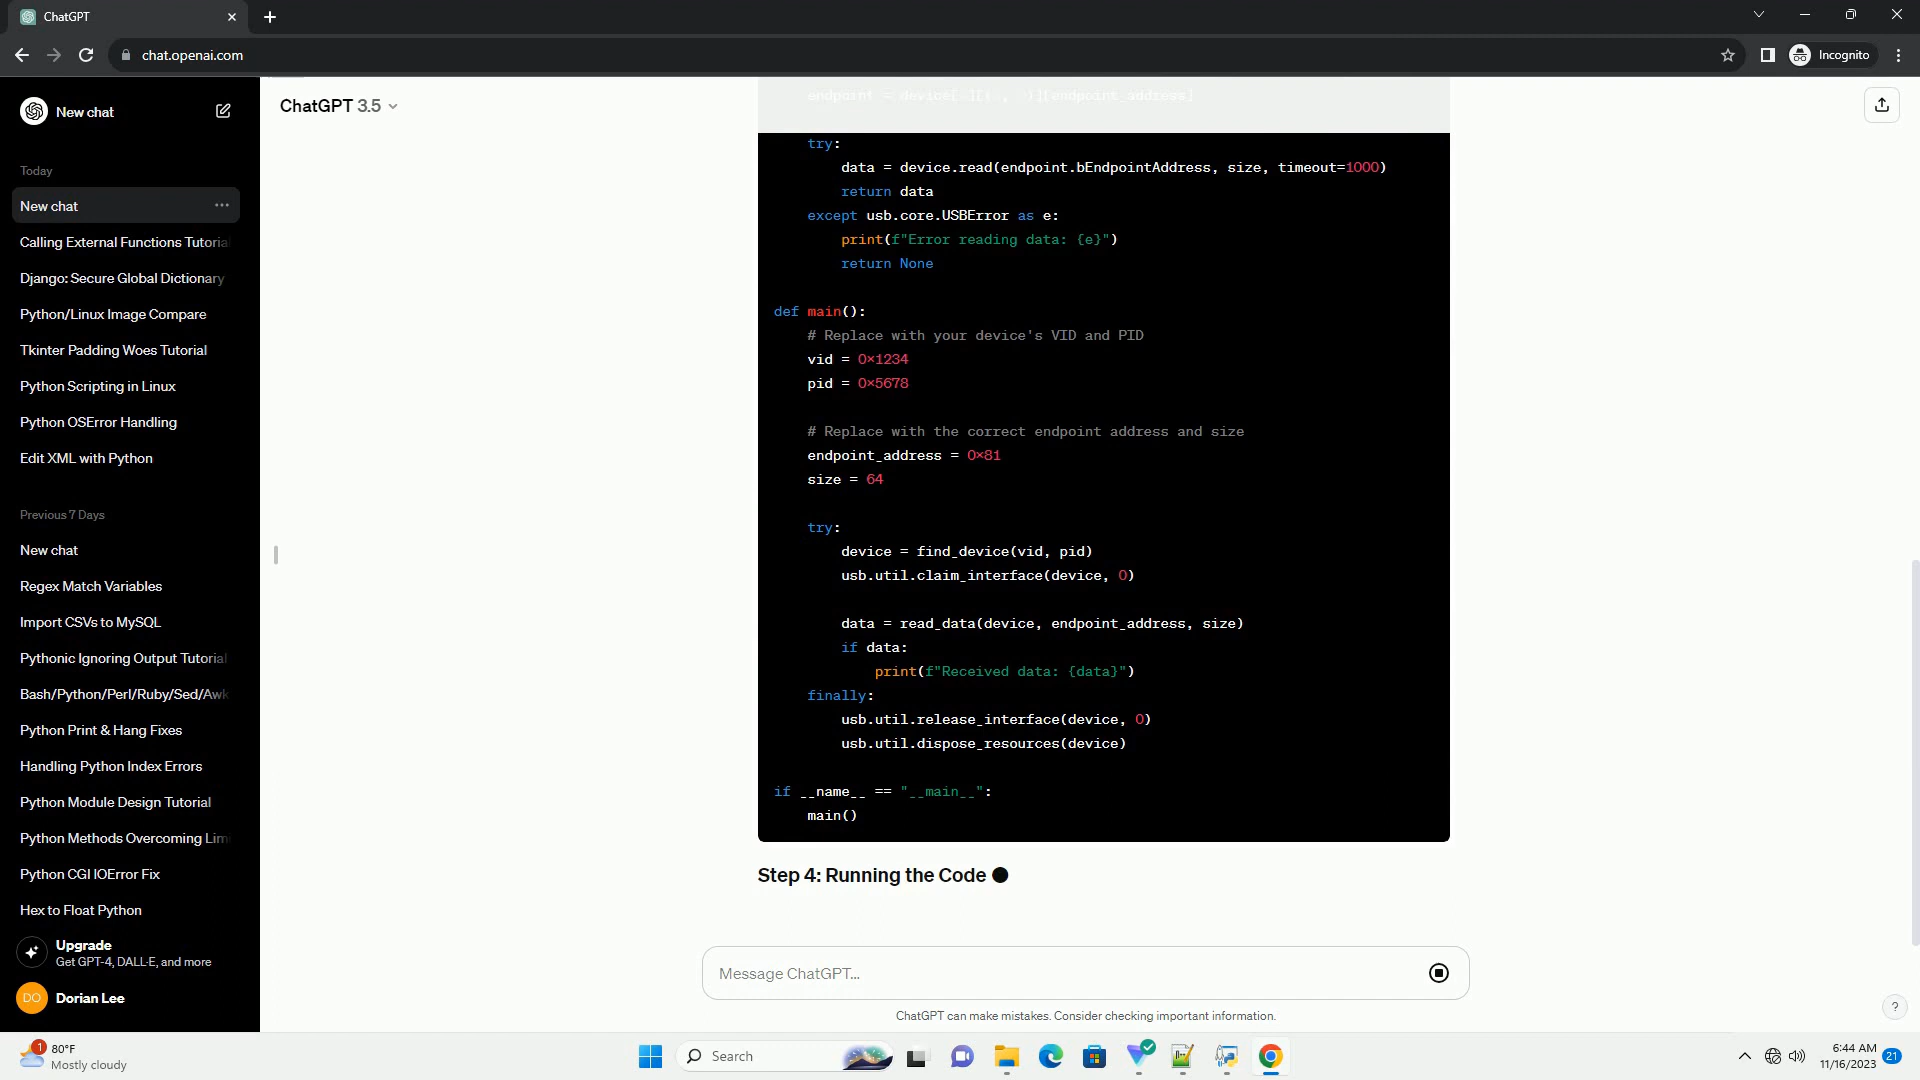 ChatGPT
chat.openai.com
Incognito
New chat
Today
New chat
Calling External Functions Tutoria
Django: Secure Global Dictionary
Python/Linux Image Compare
Tkinter Padding Woes Tutorial
Python Scripting in Linux
Python OSError Handling
Edit XML with Python
Previous 7 Days
New chat
Regex Match Variables
Import CSVs to MySQL
Pythonic Ignoring Output Tutorial
Bash/Python/Perl/Ruby/Sed/Awk
Python Print & Hang Fixes
Handling Python Index Errors
Python Module Design Tutorial
Python Methods Overcoming Lim
Python CGI IOError Fix
Hex to Float Python
Upgrade
Get GPT-4, DALL·E, and more
DO Dorian Lee
ChatGPT 3.5
endpoint = device[ ][( , )][endpoint_address]
try:
data = device.read(endpoint.bEndpointAddress, size, timeout=1000)
return data
except usb.core.USBError as e:
print(f"Error reading data: {e}")
return None
def main():
# Replace with your device's VID and PID
vid = 0x1234
pid = 0x5678
# Replace with the correct endpoint address and size
endpoint_address = 0x81
size = 64
try:
device = find_device(vid, pid)
usb.util.claim_interface(device, 0)
data = read_data(device, endpoint_address, size)
if data:
print(f"Received data: {data}")
finally:
usb.util.release_interface(device, 0)
usb.util.dispose_resources(device)
if __name__ == "__main__":
main()
Step 4: Running the Code
Message ChatGPT...
ChatGPT can make mistakes. Consider checking important information.
?
1
80°F
Mostly cloudy
Search
6:44 AM
11/16/2023
21